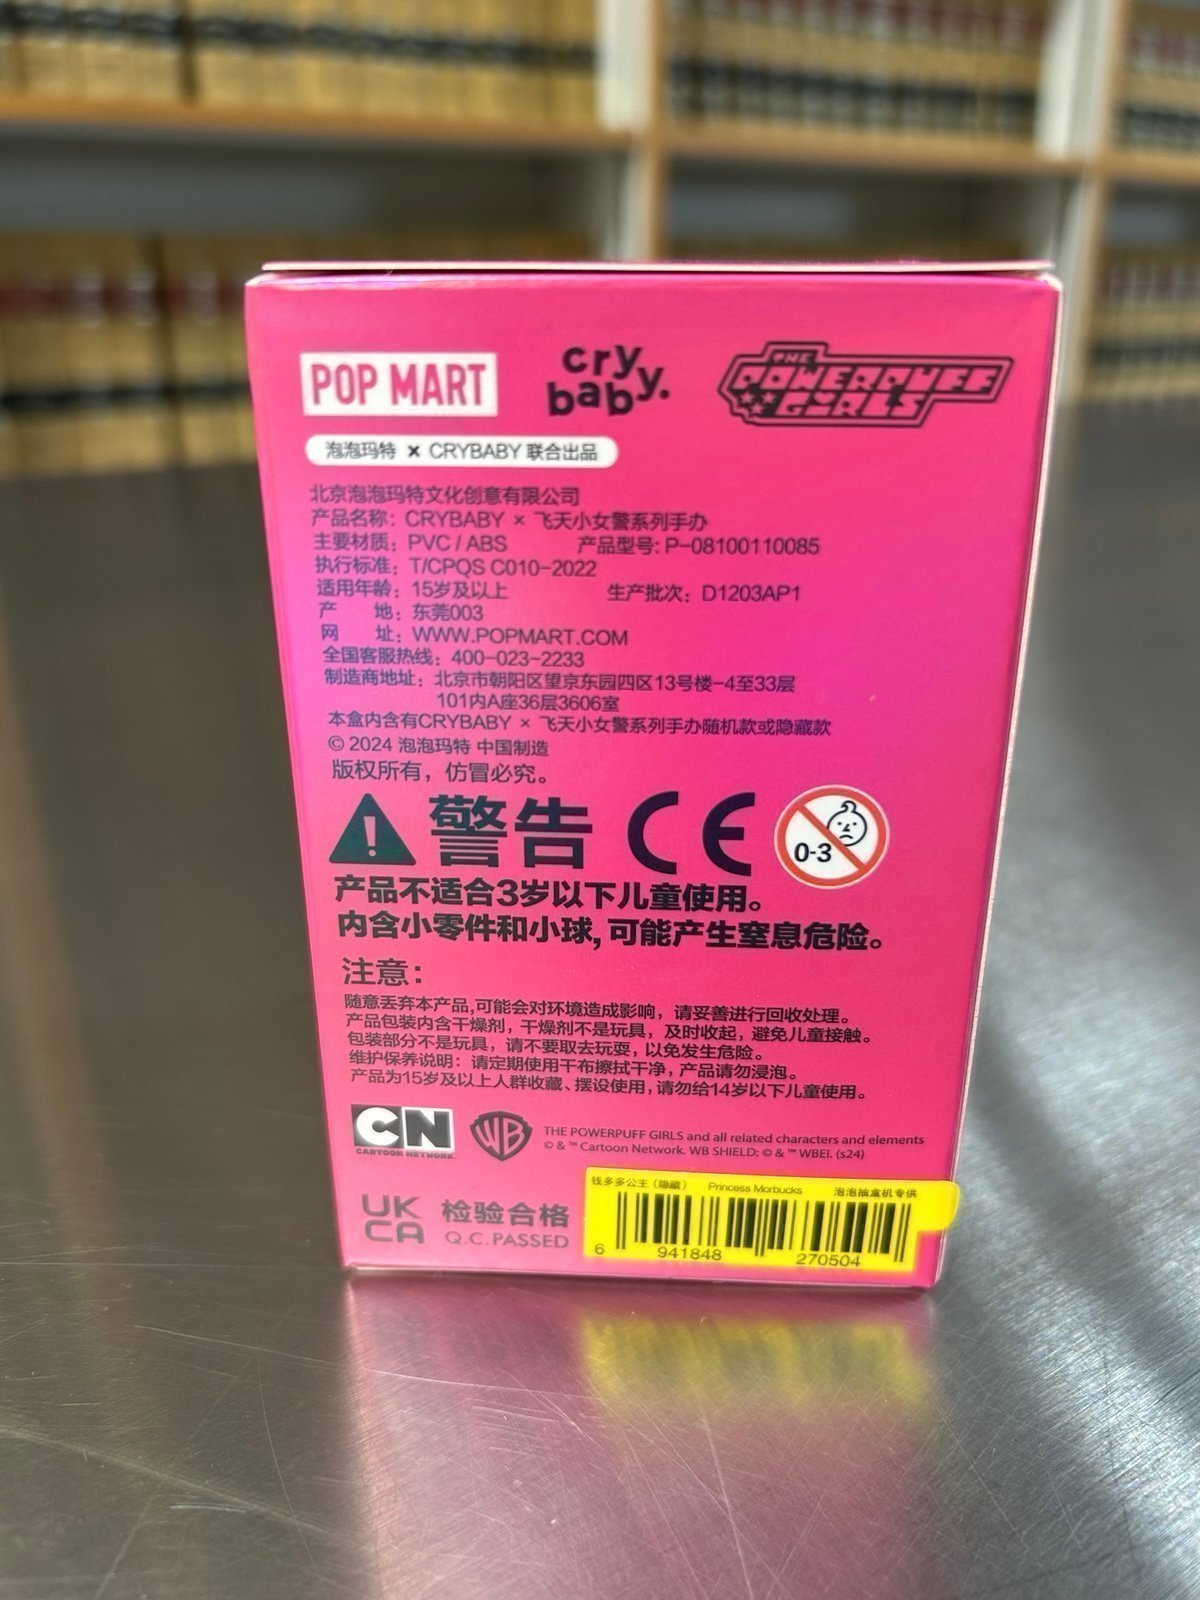 POP MART
cry baby.
THE POWERPUFF GIRLS
泡泡玛特 × CRYBABY 联合出品
北京泡泡玛特文化创意有限公司
产品名称：CRYBABY × 飞天小女警系列手办
主要材质：PVC / ABS 产品型号: P-08100110085
执行标准：T/CPQS C010-2022
适用年龄：15岁及以上 生产批次：D1203AP1
产 地：东莞003
网 址：WWW.POPMART.COM
全国客服热线：400-023-2233
制造商地址：北京市朝阳区望京东园四区13号楼-4至33层
101内A座36层3606室
本盒内含有CRYBABY × 飞天小女警系列手办随机款或隐藏款
© 2024 泡泡玛特 中国制造
版权所有，仿冒必究。
警告 CE 0-3
产品不适合3岁以下儿童使用。
内含小零件和小球，可能产生窒息危险。
注意：
随意丢弃本产品,可能会对环境造成影响，请妥善进行回收处理。
产品包装内含干燥剂，干燥剂不是玩具，及时收起，避免儿童接触。
包装部分不是玩具，请不要取去玩耍，以免发生危险。
维护保养说明：请定期使用干布擦拭干净，产品请勿浸泡。
产品为15岁及以上人群收藏、摆设使用，请勿给14岁以下儿童使用。
CN
CARTOON NETWORK
WB
THE POWERPUFF GIRLS and all related characters and elements
© & ™ Cartoon Network. WB SHIELD: © & ™ WBEI. (s24)
UK
CA
检验合格
Q.C.PASSED
钱多多公主（隐藏） Princess Morbucks 泡泡抽盒机专供
6 941848 270504